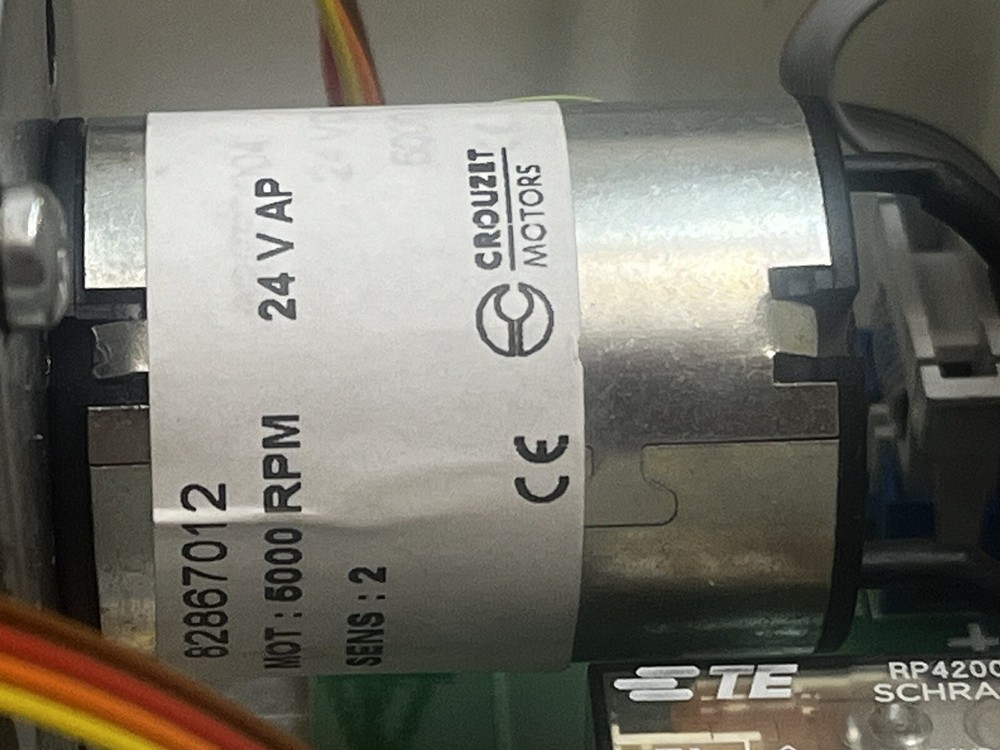 82867012
MOT : 5000 RPM 24 V AP
SENS : 2
CE
CROUZET
MOTORS
TE
RP4200
SCHRA